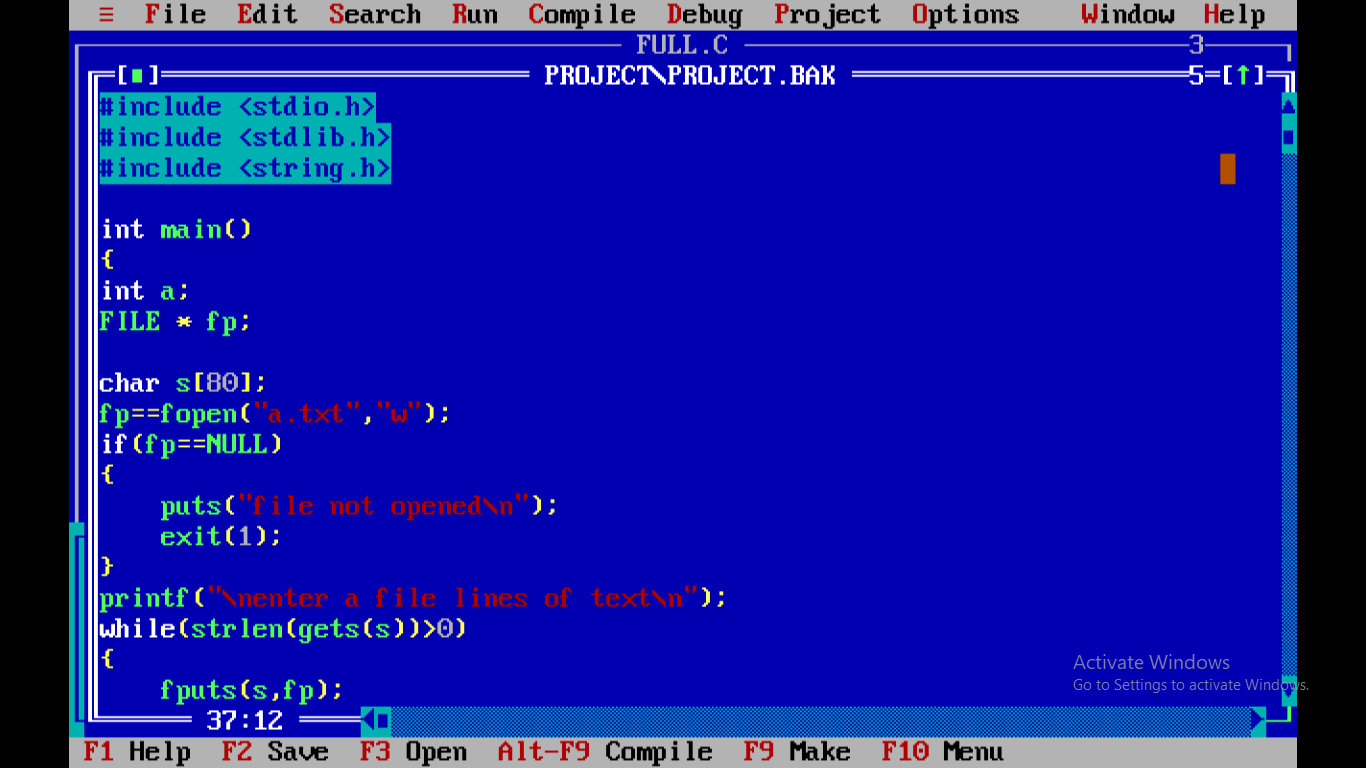 ≡ File Edit Search Run Compile Debug Project Options Window Help
FULL.C 3
[■] PROJECT\PROJECT.BAK 5=[↑]
#include <stdio.h>
#include <stdlib.h>
#include <string.h>
int main()
{
int a;
FILE * fp;
char s[80];
fp==fopen("a.txt","w");
if(fp==NULL)
{
puts("file not opened\n");
exit(1);
}
printf("\nenter a file lines of text\n");
while(strlen(gets(s))>0)
{
fputs(s,fp);
Activate Windows
Go to Settings to activate Windows.
37:12
F1 Help F2 Save F3 Open Alt-F9 Compile F9 Make F10 Menu